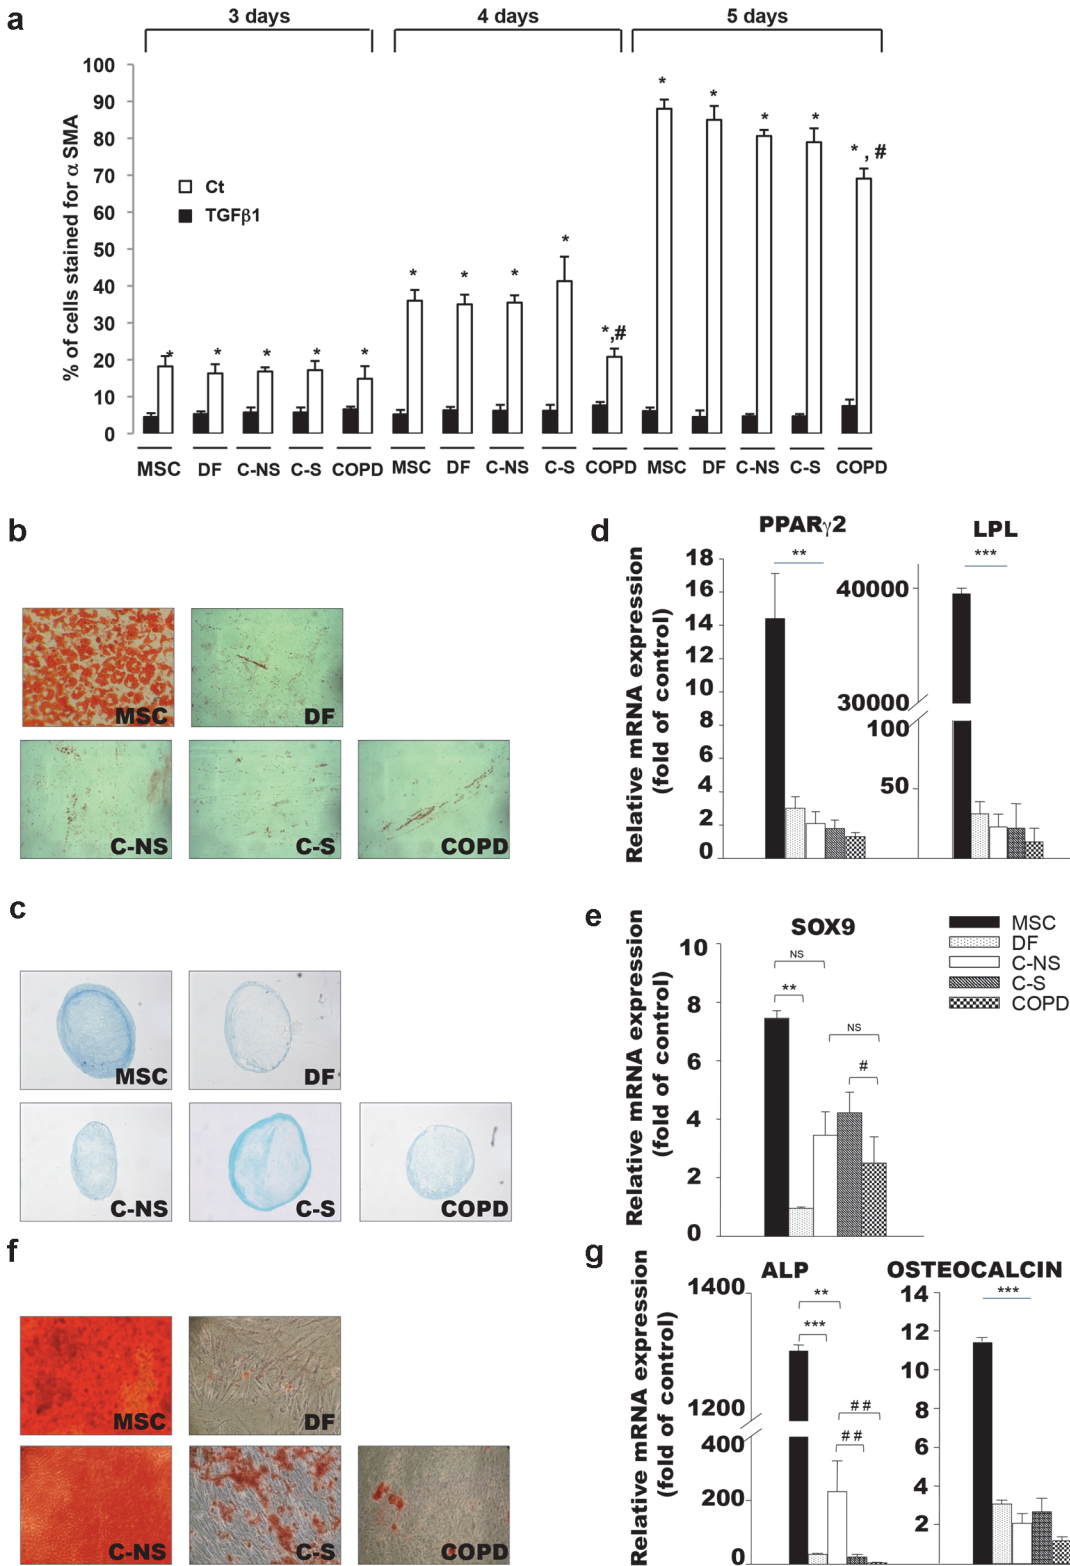 a
3 days 4 days 5 days
% of cells stained for α SMA
100
90
80
70
60
50
40
30
20
10
0
Ct
TGFβ1
* * * * * * * * * *,# * * * * * , #
MSC DF C-NS C-S COPD MSC DF C-NS C-S COPD MSC DF C-NS C-S COPD
b
MSC DF
C-NS C-S COPD
c
MSC DF
C-NS C-S COPD
d
PPARγ2 LPL
Relative mRNA expression
(fold of control)
18
16
14
12
10
8
6
4
2
0
**
40000
30000
100
50
***
e
SOX9
Relative mRNA expression
(fold of control)
10
8
6
4
2
0
NS
**
NS
#
MSC
DF
C-NS
C-S
COPD
f
MSC DF
C-NS C-S COPD
g
ALP OSTEOCALCIN
Relative mRNA expression
(fold of control)
1400
1200
400
200
0
**
***
# #
# #
14
12
10
8
6
4
2
***